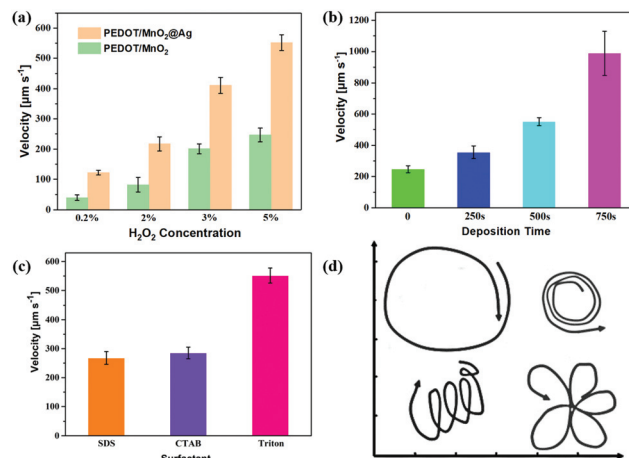 (a)
PEDOT/MnO₂@Ag
PEDOT/MnO₂
600
500
400
300
200
100
0
Velocity [µm s⁻¹]
0.2% 2% 3% 5%
H₂O₂ Concentration
(b)
1200
1000
800
600
400
200
0
Velocity [µm s⁻¹]
0 250s 500s 750s
Deposition Time
(c)
600
500
400
300
200
100
0
Velocity [µm s⁻¹]
SDS CTAB Triton
Surfactant
(d)